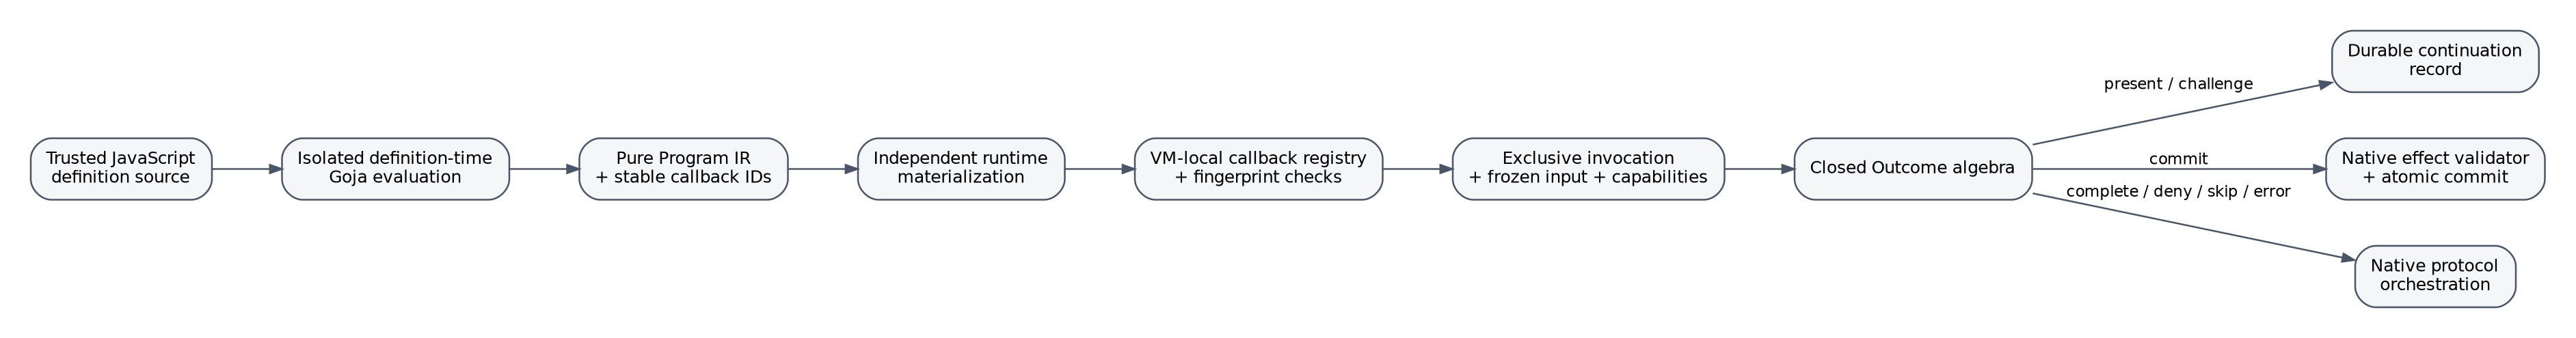 Trusted JavaScript
definition source
Isolated definition-time
Goja evaluation
Pure Program IR
+ stable callback IDs
Independent runtime
materialization
VM-local callback registry
+ fingerprint checks
Exclusive invocation
+ frozen input + capabilities
Closed Outcome algebra
present / challenge
Durable continuation
record
commit
Native effect validator
+ atomic commit
complete / deny / skip / error
Native protocol
orchestration